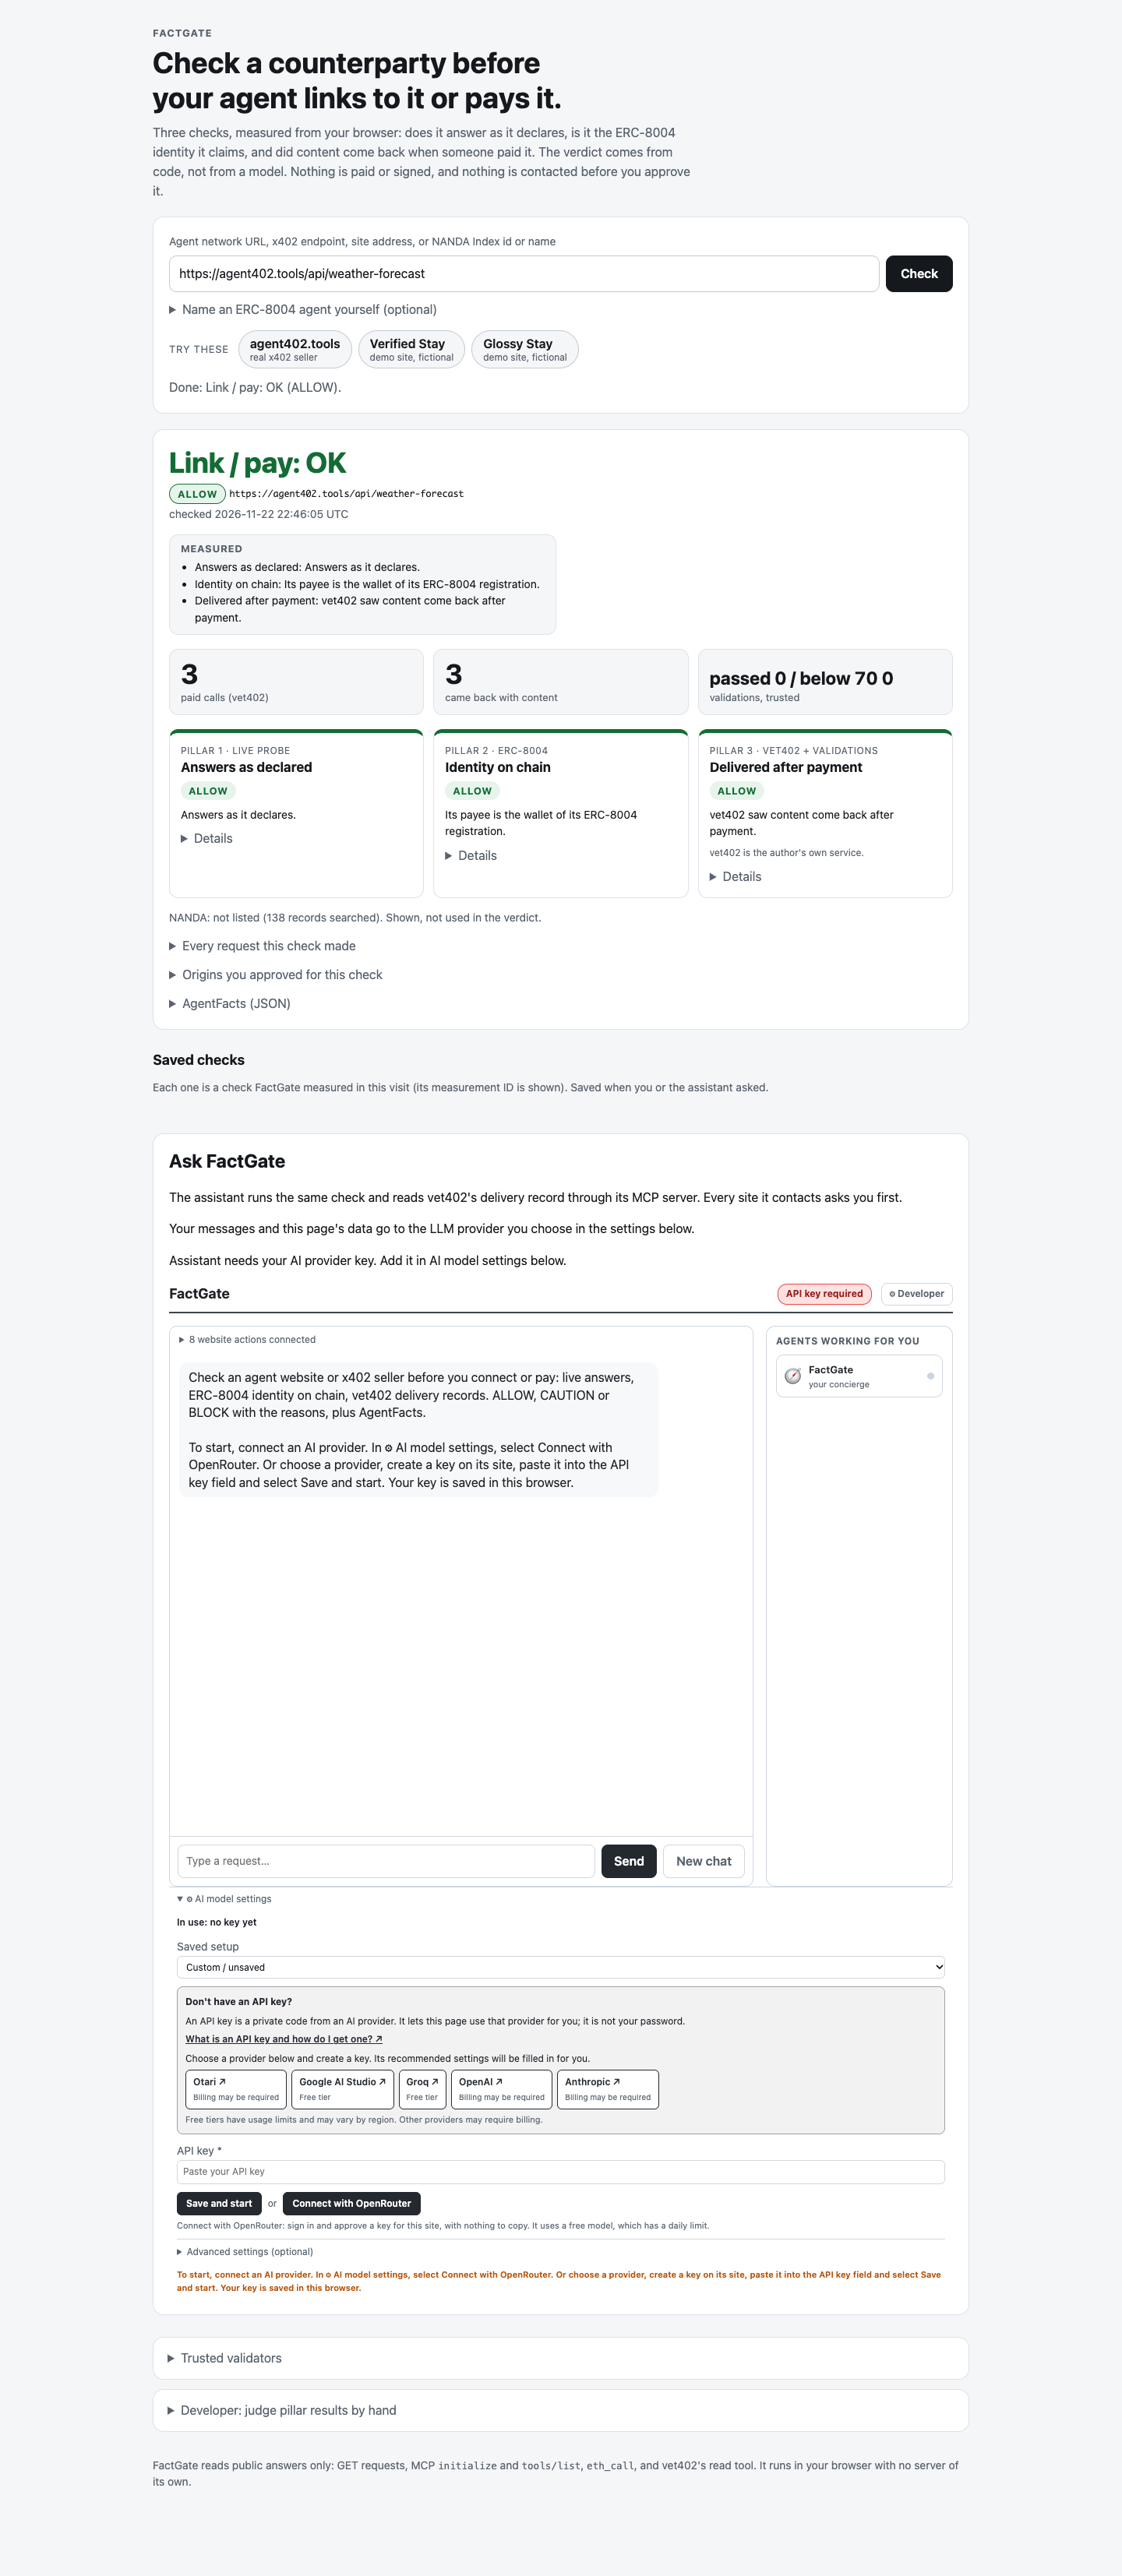 FACTGATE
Check a counterparty before
your agent links to it or pays it.
Three checks, measured from your browser: does it answer as it declares, is it the ERC-8004
identity it claims, and did content come back when someone paid it. The verdict comes from
code, not from a model. Nothing is paid or signed, and nothing is contacted before you approve
it.
Agent network URL, x402 endpoint, site address, or NANDA Index id or name
https://agent402.tools/api/weather-forecast
Check
▶ Name an ERC-8004 agent yourself (optional)
TRY THESE
agent402.tools
real x402 seller
Verified Stay
demo site, fictional
Glossy Stay
demo site, fictional
Done: Link / pay: OK (ALLOW).
Link / pay: OK
ALLOW https://agent402.tools/api/weather-forecast
checked 2026-11-22 22:46:05 UTC
MEASURED
• Answers as declared: Answers as it declares.
• Identity on chain: Its payee is the wallet of its ERC-8004 registration.
• Delivered after payment: vet402 saw content come back after
payment.
3
paid calls (vet402)
3
came back with content
passed 0 / below 70 0
validations, trusted
PILLAR 1 · LIVE PROBE
Answers as declared
ALLOW
Answers as it declares.
▶ Details
PILLAR 2 · ERC-8004
Identity on chain
ALLOW
Its payee is the wallet of its ERC-8004
registration.
▶ Details
PILLAR 3 · VET402 + VALIDATIONS
Delivered after payment
ALLOW
vet402 saw content come back after
payment.
vet402 is the author's own service.
▶ Details
NANDA: not listed (138 records searched). Shown, not used in the verdict.
▶ Every request this check made
▶ Origins you approved for this check
▶ AgentFacts (JSON)
Saved checks
Each one is a check FactGate measured in this visit (its measurement ID is shown). Saved when you or the assistant asked.
Ask FactGate
The assistant runs the same check and reads vet402's delivery record through its MCP server. Every site it contacts asks you first.
Your messages and this page's data go to the LLM provider you choose in the settings below.
Assistant needs your AI provider key. Add it in AI model settings below.
FactGate
API key required
⚙ Developer
▶ 8 website actions connected
Check an agent website or x402 seller before you connect or pay: live answers,
ERC-8004 identity on chain, vet402 delivery records. ALLOW, CAUTION or
BLOCK with the reasons, plus AgentFacts.
To start, connect an AI provider. In ⚙ AI model settings, select Connect with
OpenRouter. Or choose a provider, create a key on its site, paste it into the API
key field and select Save and start. Your key is saved in this browser.
AGENTS WORKING FOR YOU
FactGate
your concierge
Type a request...
Send
New chat
▼ ⚙ AI model settings
In use: no key yet
Saved setup
Custom / unsaved
Don't have an API key?
An API key is a private code from an AI provider. It lets this page use that provider for you; it is not your password.
What is an API key and how do I get one? ↗
Choose a provider below and create a key. Its recommended settings will be filled in for you.
Otari ↗
Billing may be required
Google AI Studio ↗
Free tier
Groq ↗
Free tier
OpenAI ↗
Billing may be required
Anthropic ↗
Billing may be required
Free tiers have usage limits and may vary by region. Other providers may require billing.
API key *
Paste your API key
Save and start
or
Connect with OpenRouter
Connect with OpenRouter: sign in and approve a key for this site, with nothing to copy. It uses a free model, which has a daily limit.
▶ Advanced settings (optional)
To start, connect an AI provider. In ⚙ AI model settings, select Connect with OpenRouter. Or choose a provider, create a key on its site, paste it into the API key field and select Save
and start. Your key is saved in this browser.
▶ Trusted validators
▶ Developer: judge pillar results by hand
FactGate reads public answers only: GET requests, MCP initialize and tools/list, eth_call, and vet402's read tool. It runs in your browser with no server of
its own.